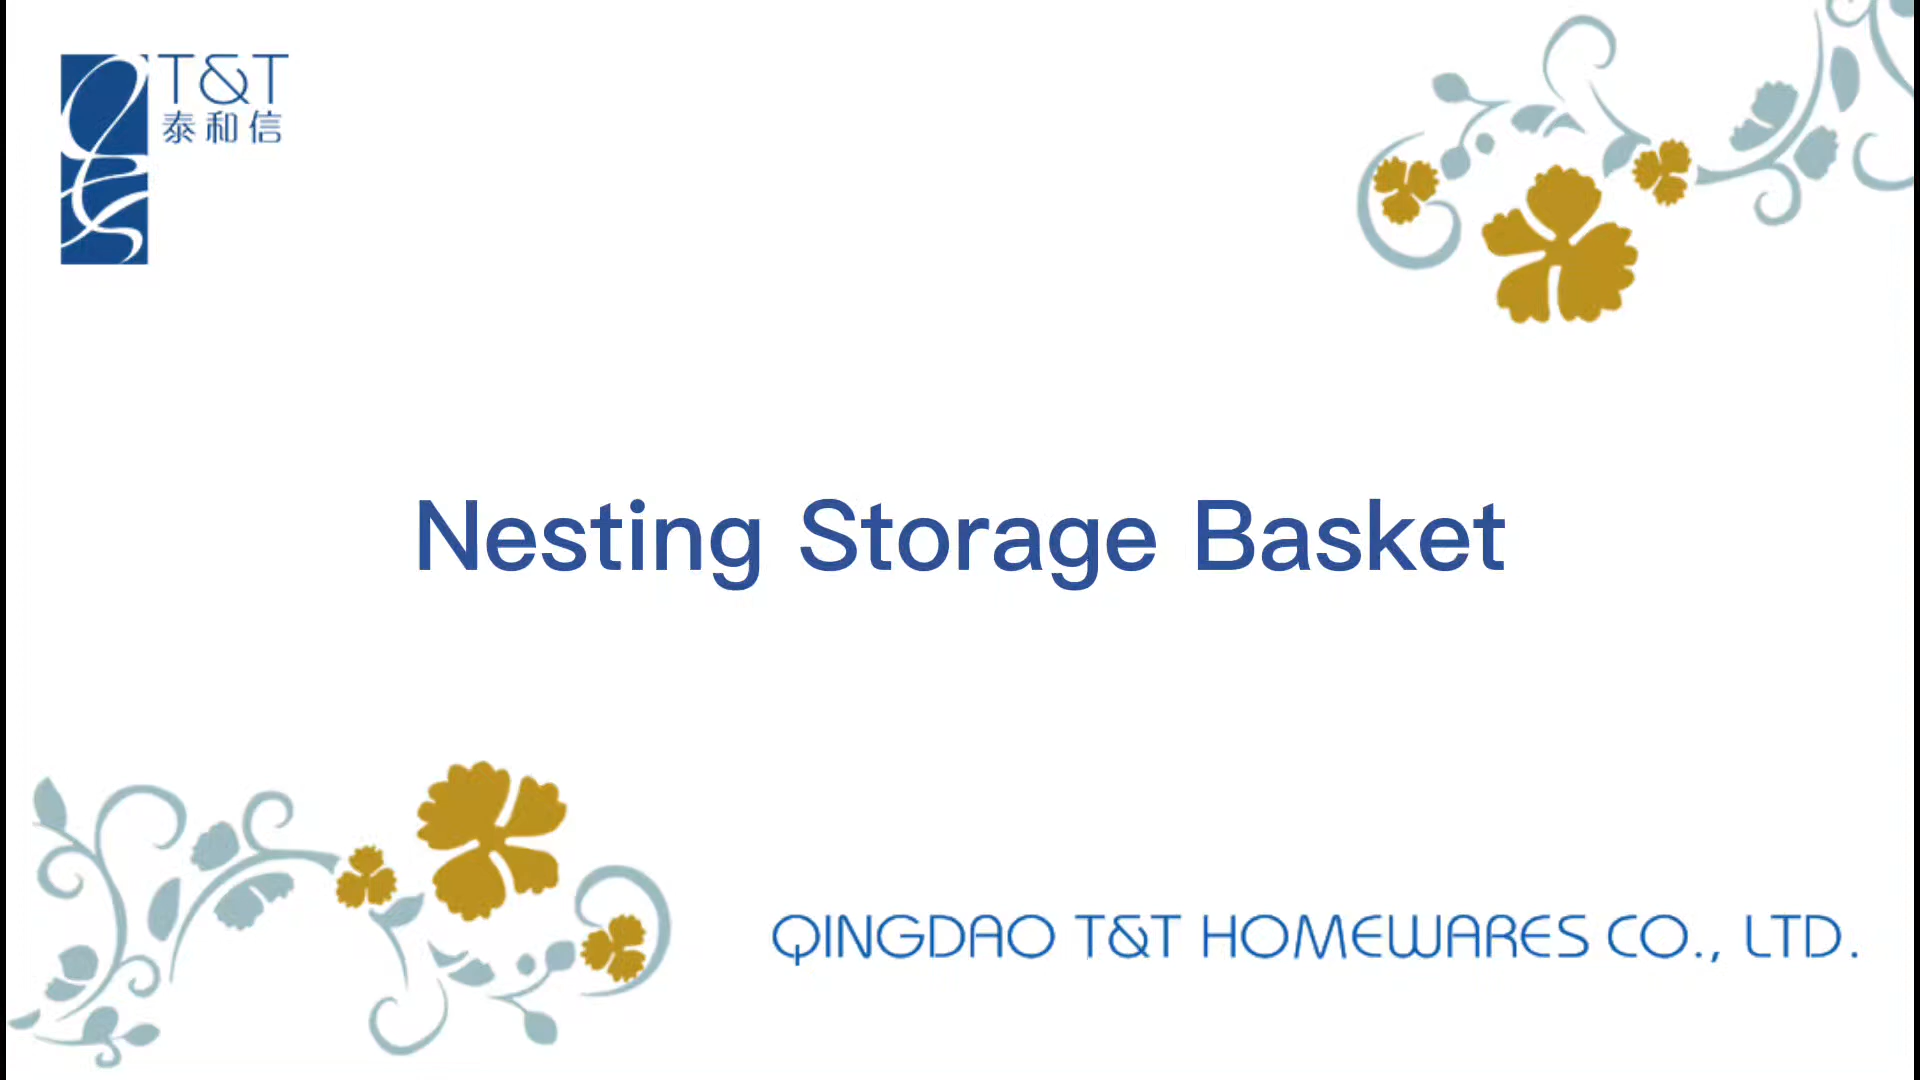 T&T
泰和信
Nesting Storage Basket
QINGDAO T&T HOMEWARES CO., LTD.